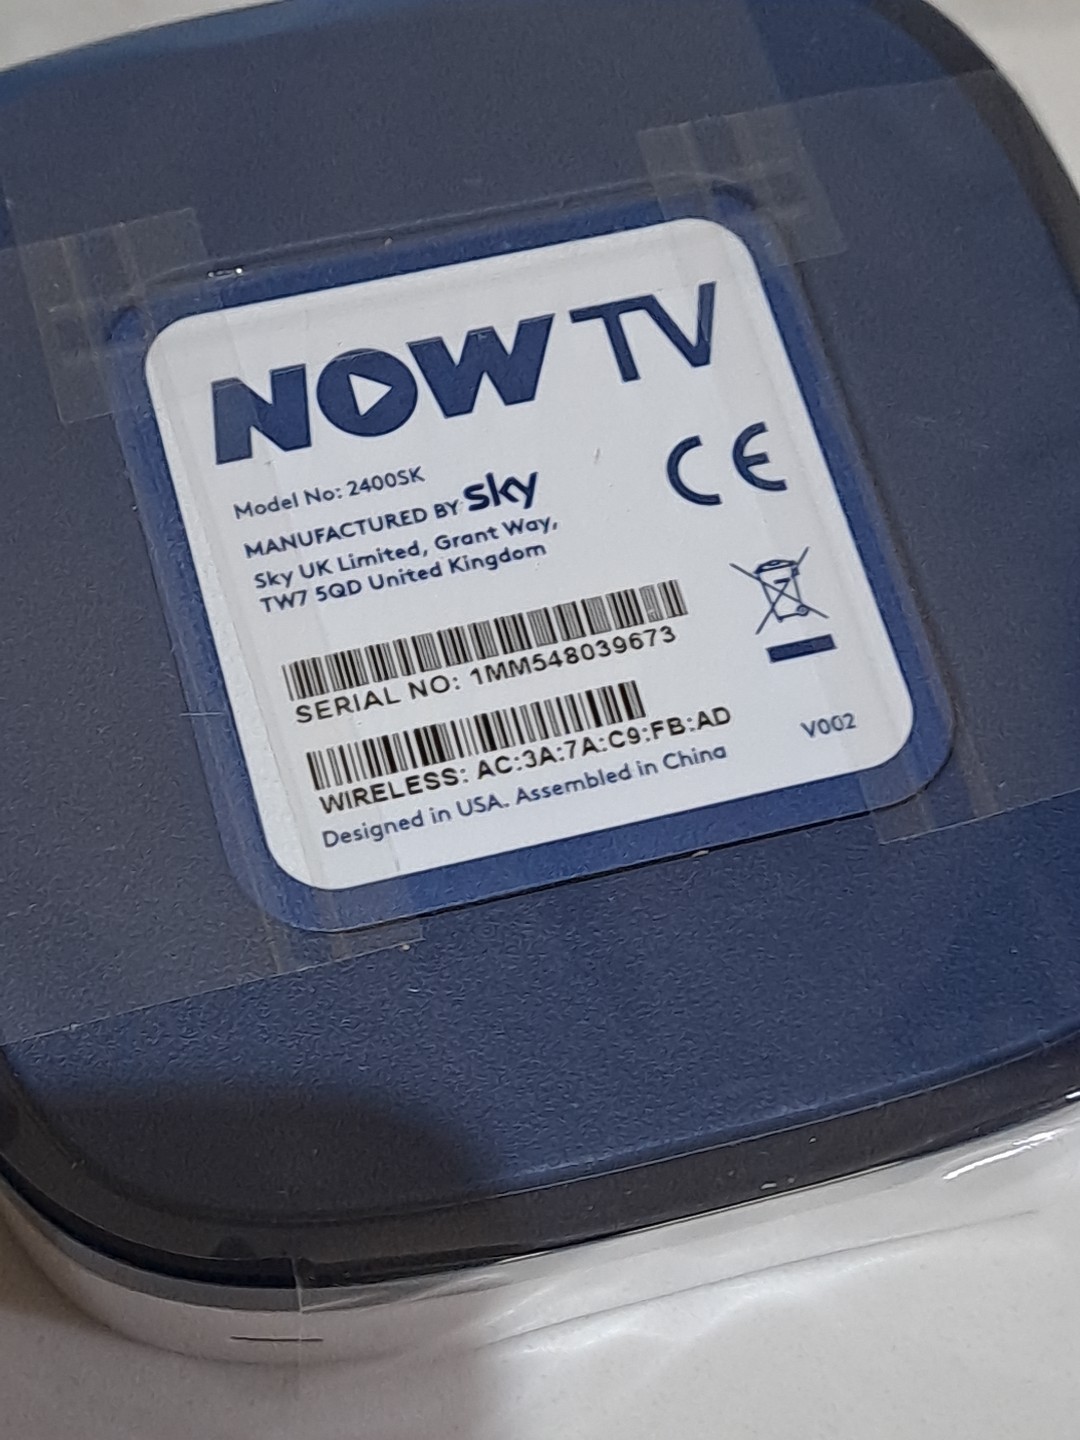 NOW TV
Model No: 2400SK
MANUFACTURED BY sky
Sky UK Limited, Grant Way,
TW7 5QD United Kingdom
CE
SERIAL NO: 1MM548039673
WIRELESS: AC:3A:7A:C9:FB:AD
Designed in USA. Assembled in China
V002